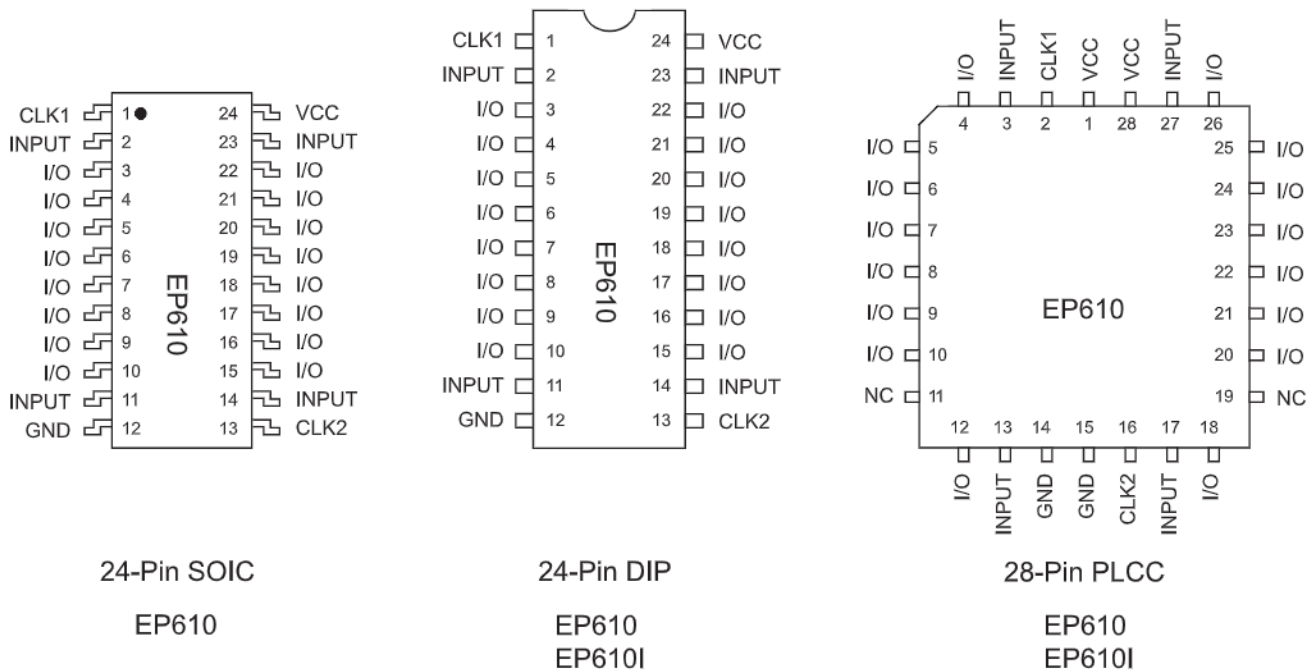 CLK1 1 24 VCC
INPUT 2 23 INPUT
I/O 3 22 I/O
I/O 4 21 I/O
I/O 5 20 I/O
I/O 6 19 I/O
I/O 7 18 I/O
I/O 8 17 I/O
I/O 9 16 I/O
I/O 10 15 I/O
INPUT 11 14 INPUT
GND 12 13 CLK2
EP610
24-Pin SOIC
EP610
CLK1 1 24 VCC
INPUT 2 23 INPUT
I/O 3 22 I/O
I/O 4 21 I/O
I/O 5 20 I/O
I/O 6 19 I/O
I/O 7 18 I/O
I/O 8 17 I/O
I/O 9 16 I/O
I/O 10 15 I/O
INPUT 11 14 INPUT
GND 12 13 CLK2
EP610
24-Pin DIP
EP610
EP610I
I/O INPUT CLK1 VCC VCC INPUT I/O
4 3 2 1 28 27 26
I/O 5 25 I/O
I/O 6 24 I/O
I/O 7 23 I/O
I/O 8 22 I/O
I/O 9 21 I/O
I/O 10 20 I/O
NC 11 19 NC
EP610
12 13 14 15 16 17 18
I/O INPUT GND GND CLK2 INPUT I/O
28-Pin PLCC
EP610
EP610I